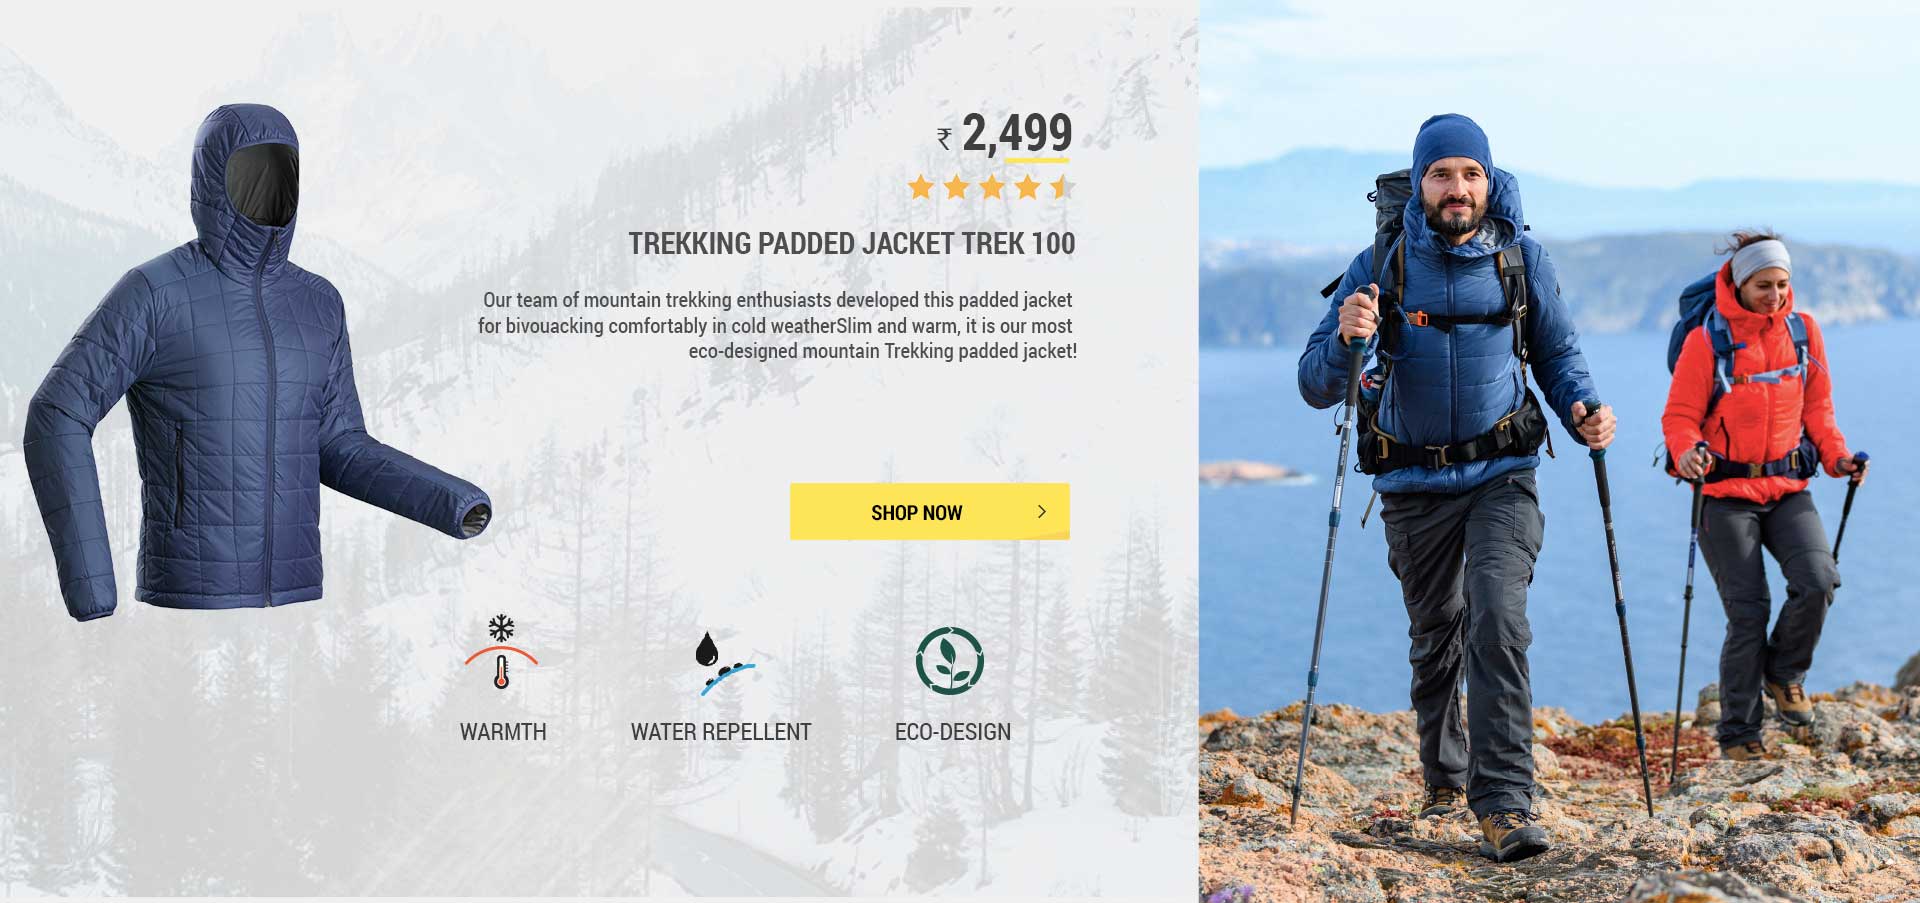 ₹ 2,499
TREKKING PADDED JACKET TREK 100
Our team of mountain trekking enthusiasts developed this padded jacket
for bivouacking comfortably in cold weatherSlim and warm, it is our most
eco-designed mountain Trekking padded jacket!
SHOP NOW
WARMTH
WATER REPELLENT
ECO-DESIGN